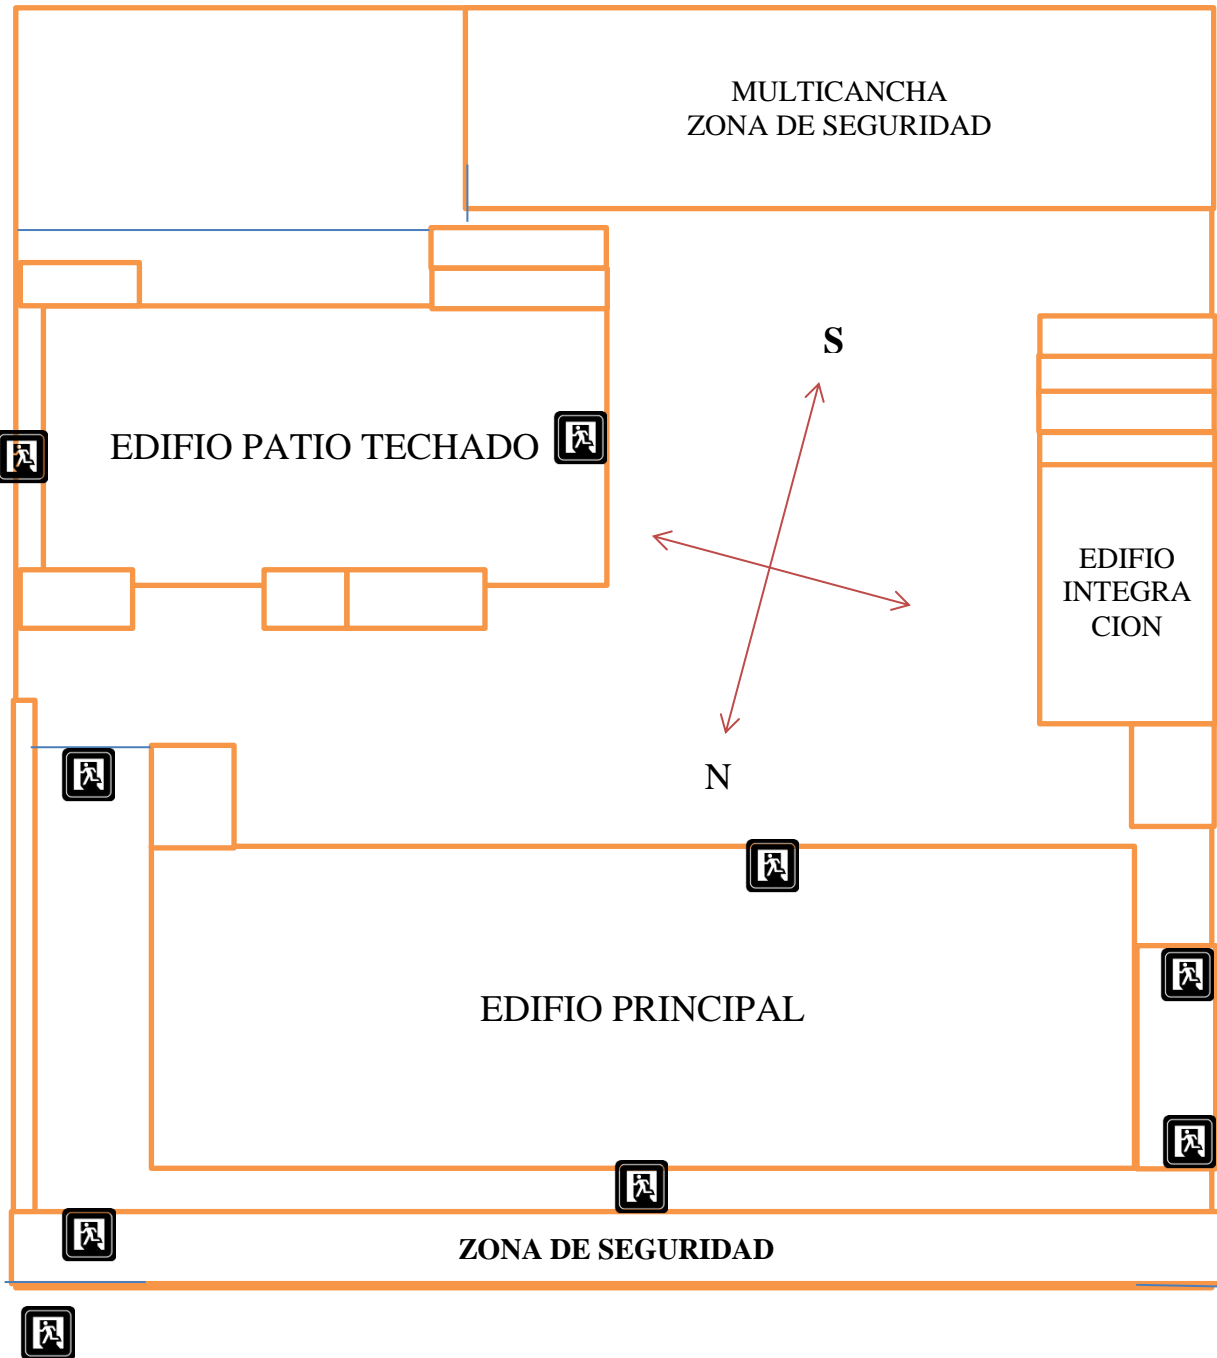 MULTICANCHA
ZONA DE SEGURIDAD
S
EDIFIO PATIO TECHADO
EDIFIO
INTEGRA
CION
N
EDIFIO PRINCIPAL
ZONA DE SEGURIDAD